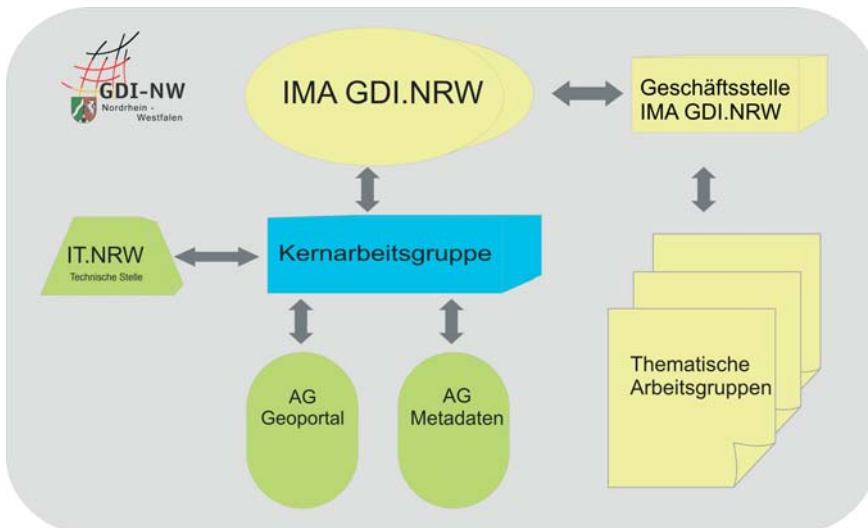 GDI-NW
Nordrhein -
Westfalen
IMA GDI.NRW
Geschäftsstelle
IMA GDI.NRW
IT.NRW
Technische Stelle
Kernarbeitsgruppe
AG
Geoportal
AG
Metadaten
Thematische
Arbeitsgruppen